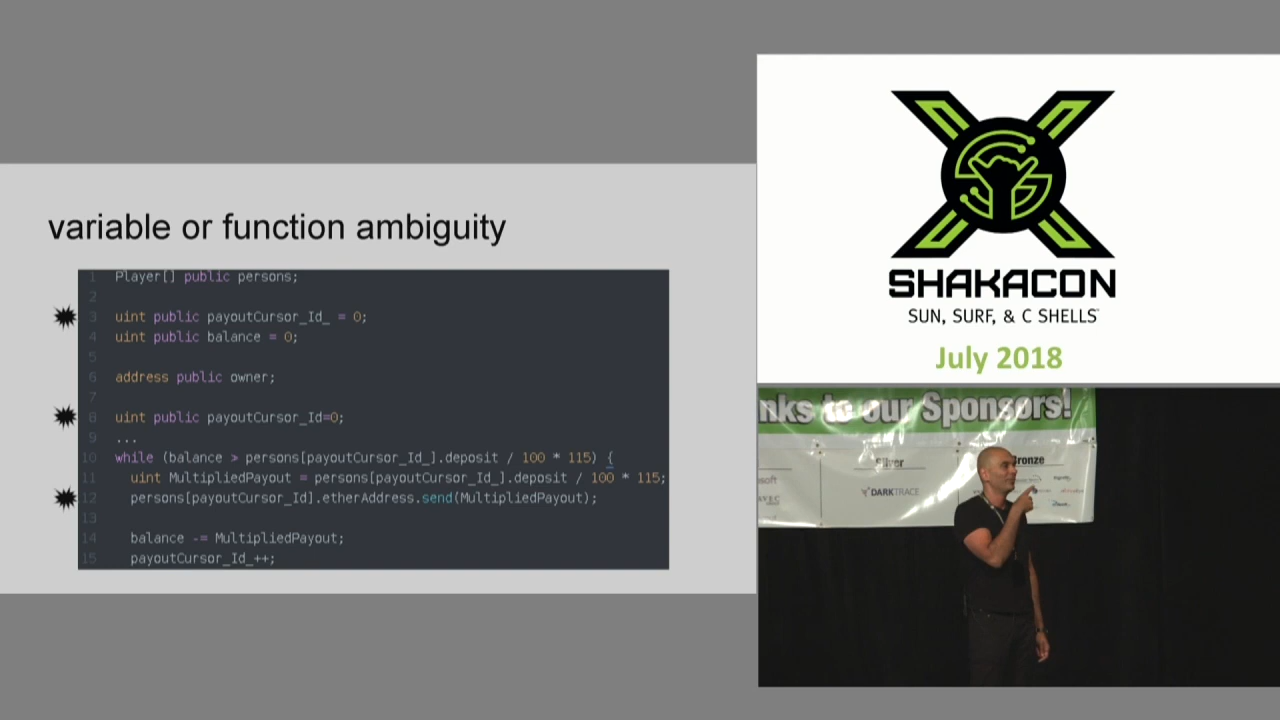 variable or function ambiguity
1 Player[] public persons;
2
3 uint public payoutCursor_Id_ = 0;
4 uint public balance = 0;
5
6 address public owner;
7
8 uint public payoutCursor_Id=0;
9 ...
10 while (balance > persons[payoutCursor_Id_].deposit / 100 * 115) {
11 uint MultipliedPayout = persons[payoutCursor_Id_].deposit / 100 * 115;
12 persons[payoutCursor_Id].etherAddress.send(MultipliedPayout);
13
14 balance -= MultipliedPayout;
15 payoutCursor_Id_++;
SHAKACON
SUN, SURF, & C SHELLS
July 2018
nks to our Sponsors!
Silver
Bronze
DARKTRACE